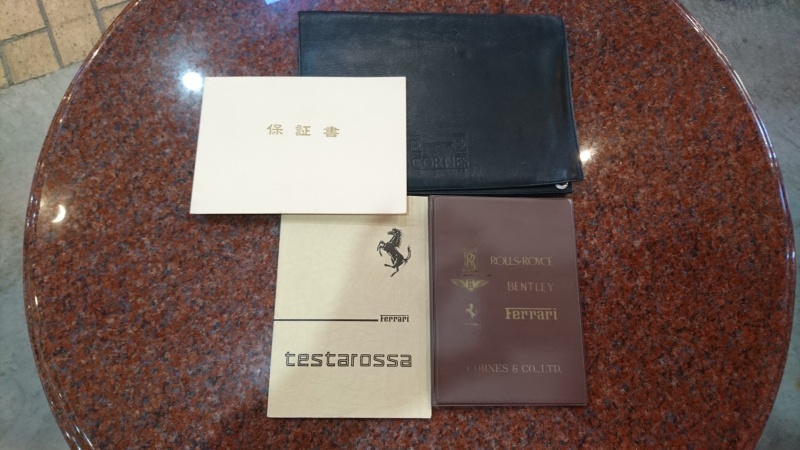 保証書
CORNES
Ferrari
testarossa
ROLLS-ROYCE
BENTLEY
Ferrari
CORNES & CO., LTD.